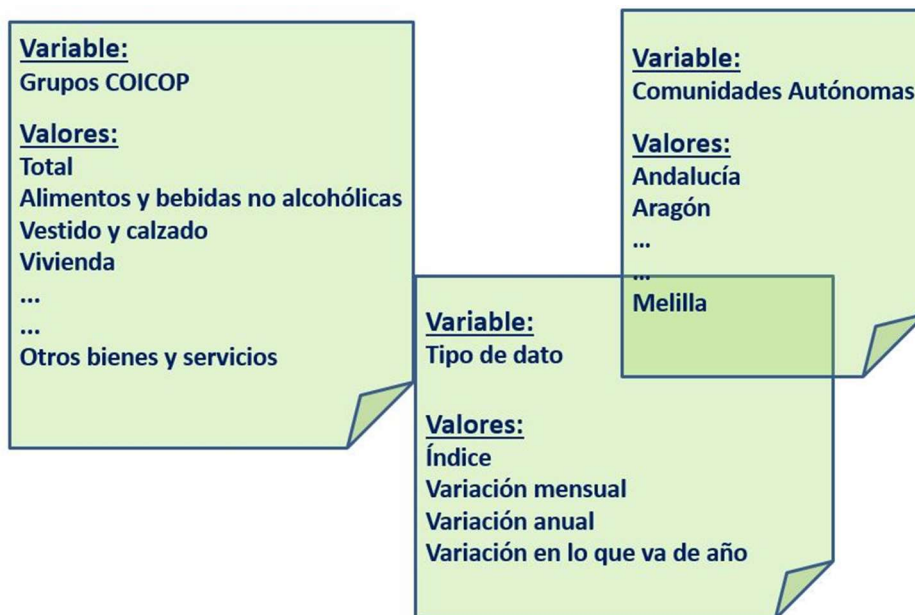 Variable:
Grupos COICOP
Valores:
Total
Alimentos y bebidas no alcohólicas
Vestido y calzado
Vivienda
...
...
Otros bienes y servicios
Variable:
Tipo de dato
Valores:
Índice
Variación mensual
Variación anual
Variación en lo que va de año
Variable:
Comunidades Autónomas
Valores:
Andalucía
Aragón
...
...
Melilla